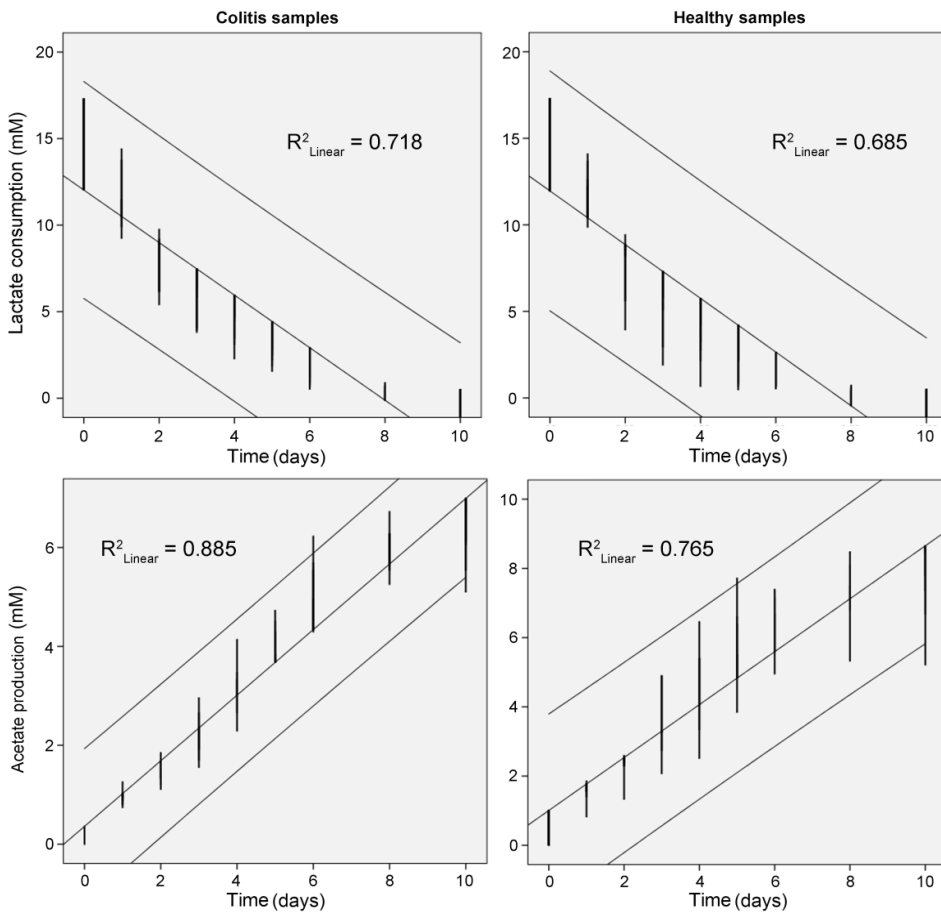 Colitis samples
Healthy samples
Lactate consumption (mM)
20
15
10
5
0
R²Linear = 0.718
0 2 4 6 8 10
Time (days)
20
15
10
5
0
R²Linear = 0.685
0 2 4 6 8 10
Time (days)
Acetate production (mM)
6
4
2
0
R²Linear = 0.885
0 2 4 6 8 10
Time (days)
10
8
6
4
2
0
R²Linear = 0.765
0 2 4 6 8 10
Time (days)